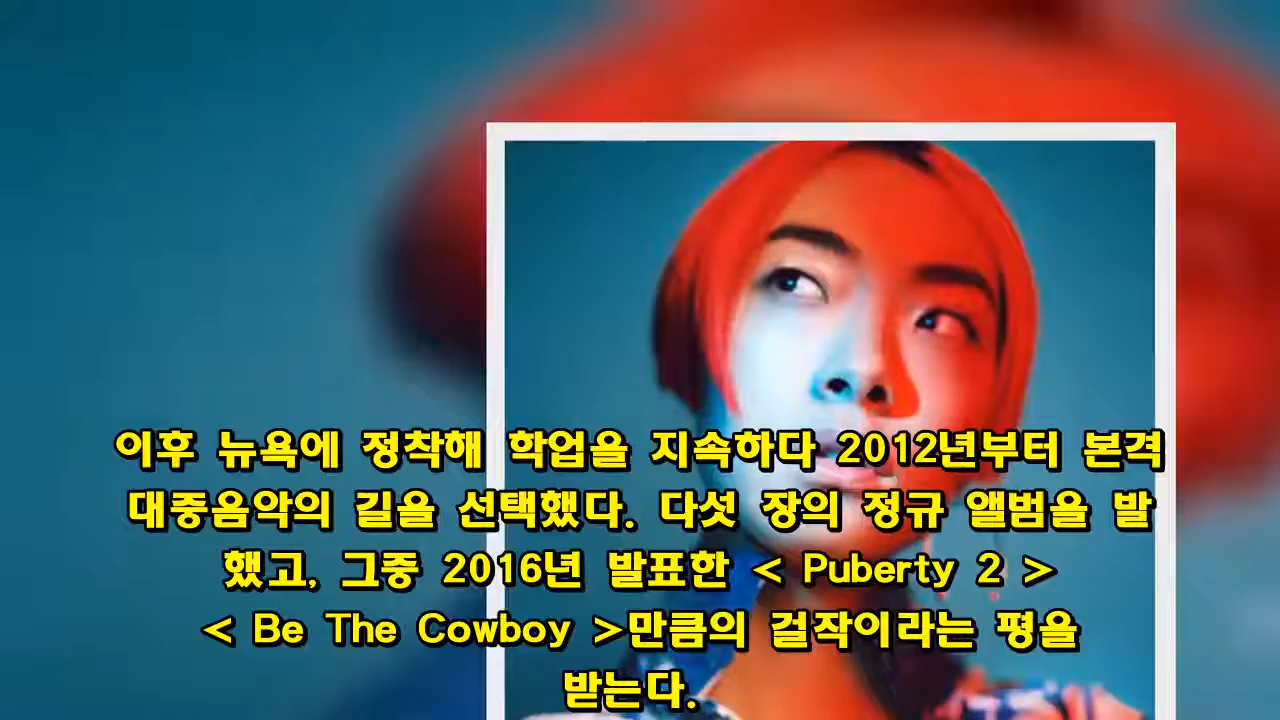 이후 뉴욕에 정착해 학업을 지속하다 2012년부터 본격
대중음악의 길을 선택했다. 다섯 장의 정규 앨범을 발
했고, 그중 2016년 발표한 < Puberty 2 >
< Be The Cowboy >만큼의 걸작이라는 평을
받는다.